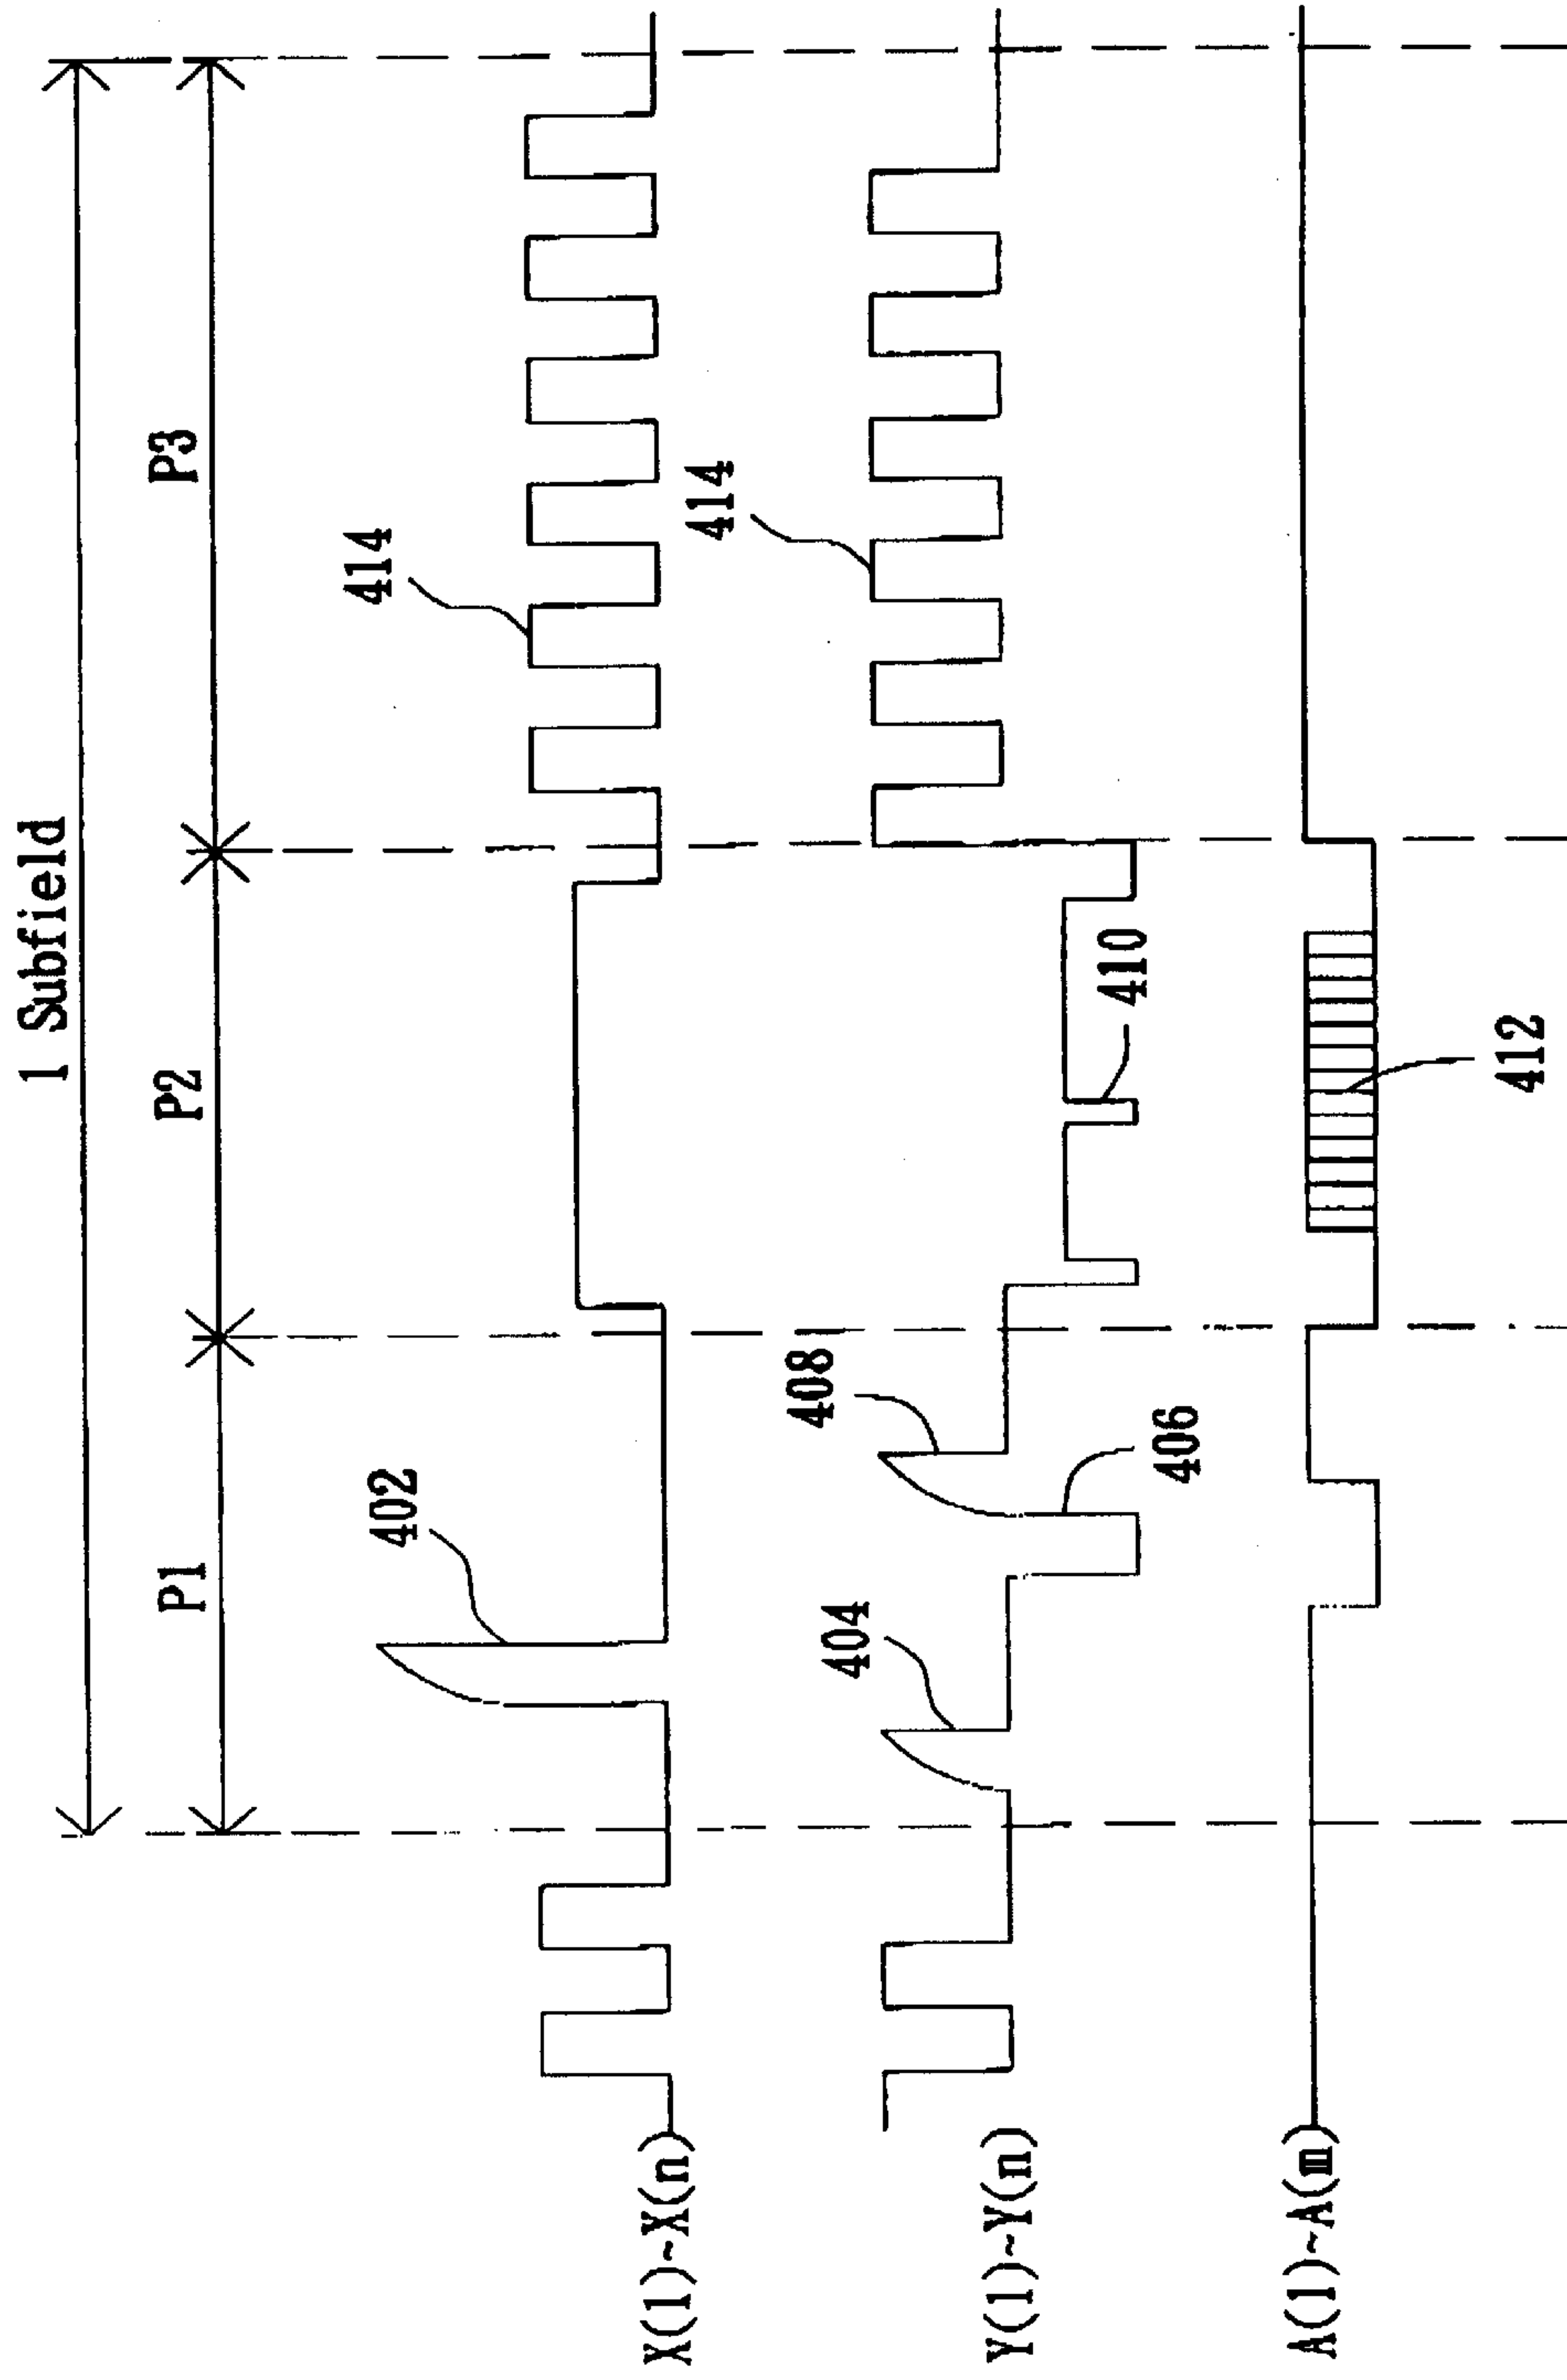 1 Subfield
P1
P2
P3
402
414
X(1)~X(n)
404
408
414
406
410
Y(1)~Y(n)
412
A(1)~A(m)